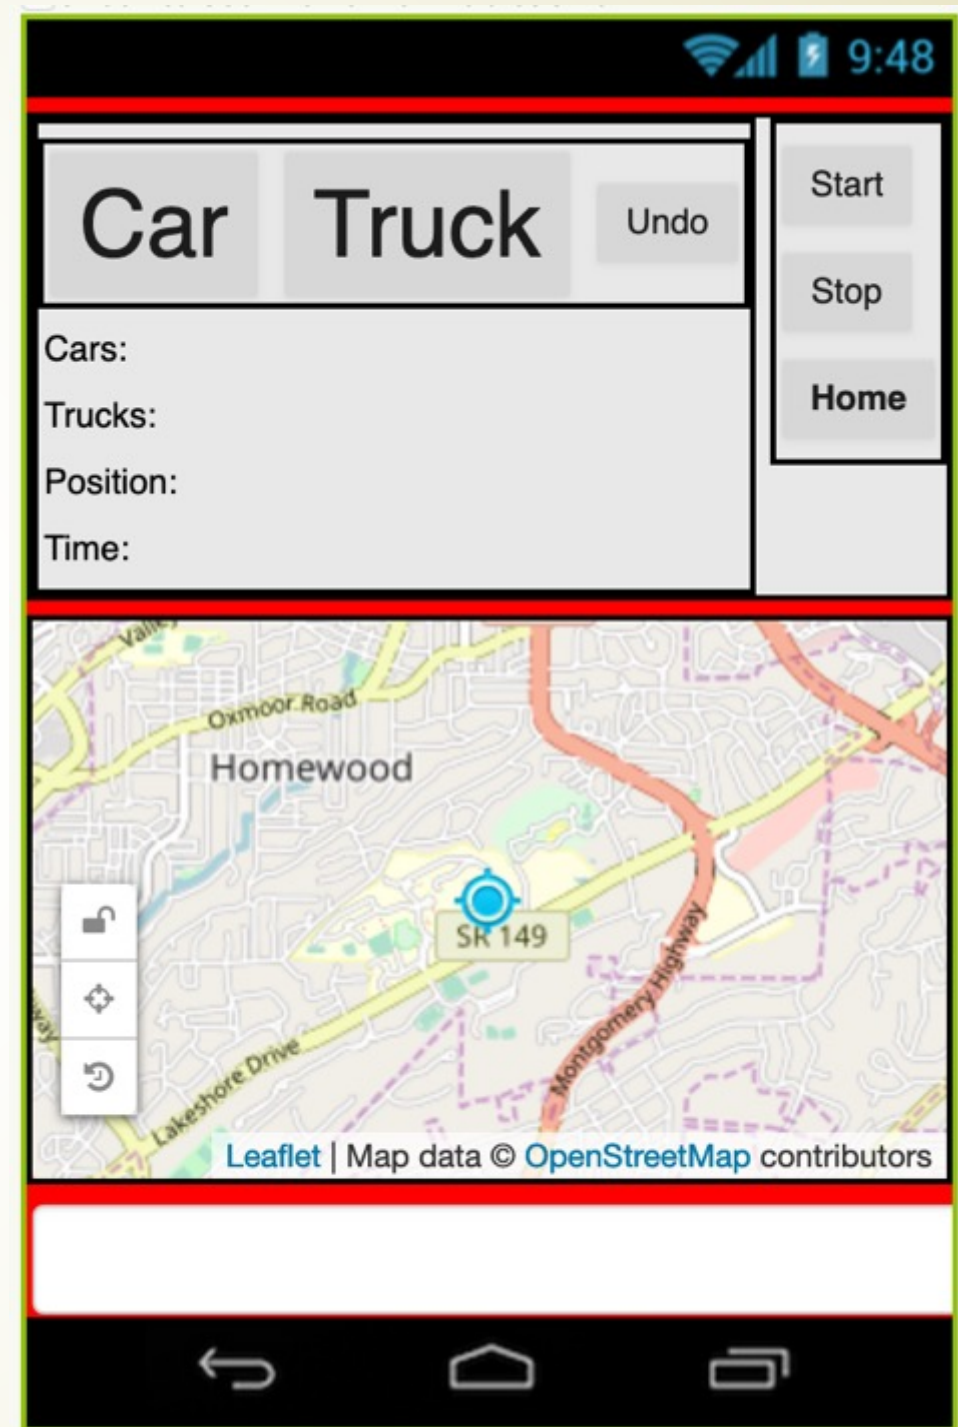 9:48
Car Truck Undo
Start
Stop
Home
Cars:
Trucks:
Position:
Time:
Valley
Oxmoor Road
Homewood
SR 149
Montgomery Highway
Lakeshore Drive
Leaflet | Map data © OpenStreetMap contributors